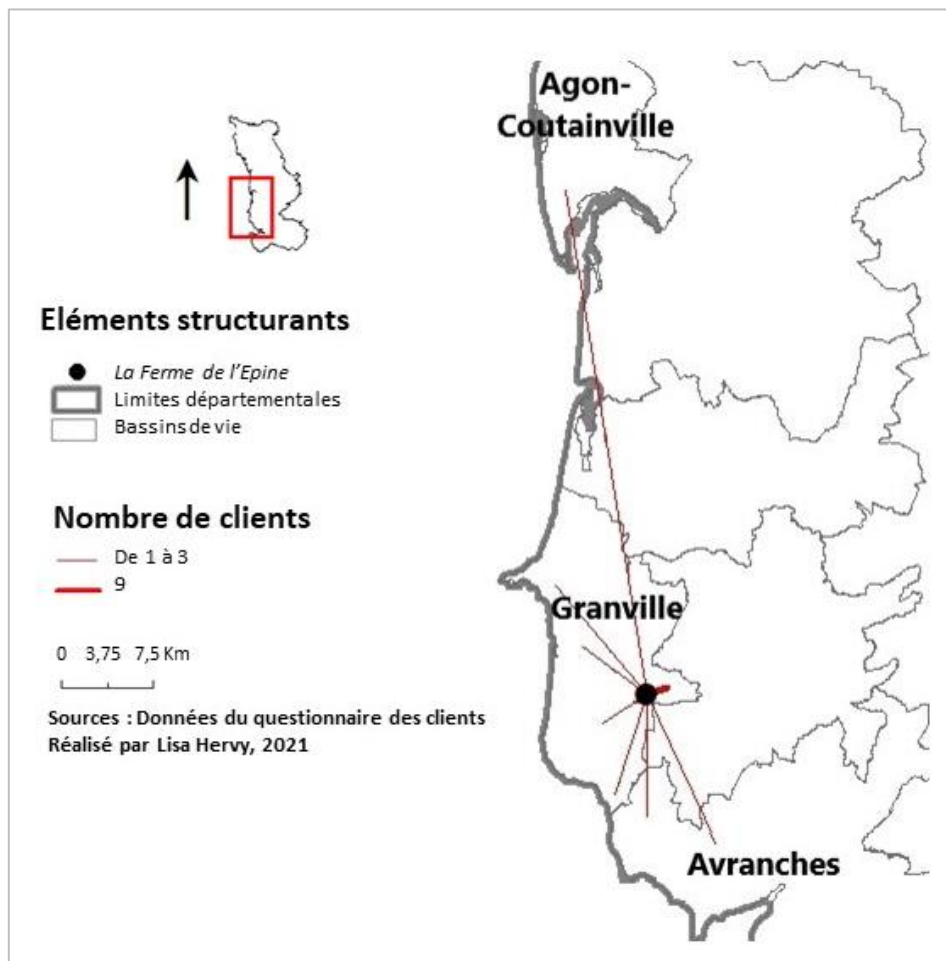 Agon-
Coutainville
Eléments structurants
La Ferme de l'Epine
Limites départementales
Bassins de vie
Nombre de clients
De 1 à 3
9
0 3,75 7,5 Km
Sources : Données du questionnaire des clients
Réalisé par Lisa Hervy, 2021
Granville
Avranches